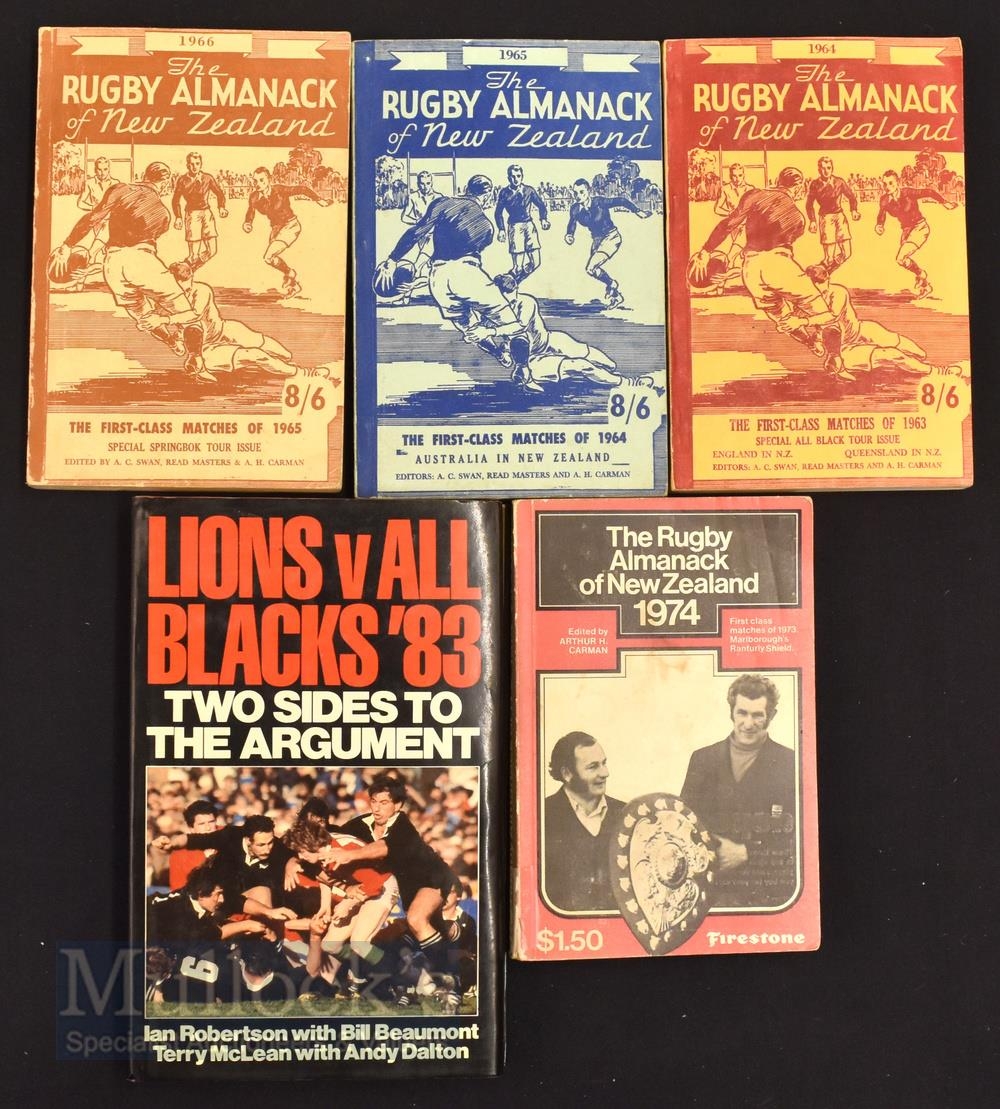 1966
The
RUGBY ALMANACK
of New Zealand
8/6
THE FIRST-CLASS MATCHES OF 1965
SPECIAL SPRINGBOK TOUR ISSUE
EDITED BY A. C. SWAN, READ MASTERS & A. H. CARMAN
1965
The
RUGBY ALMANACK
of New Zealand
8/6
THE FIRST-CLASS MATCHES OF 1964
AUSTRALIA IN NEW ZEALAND
EDITORS: A. C. SWAN, READ MASTERS AND A. H. CARMAN
1964
The
RUGBY ALMANACK
of New Zealand
8/6
THE FIRST-CLASS MATCHES OF 1963
SPECIAL ALL BLACK TOUR ISSUE
ENGLAND IN N.Z. QUEENSLAND IN N.Z.
EDITORS: A. C. SWAN, READ MASTERS AND A. H. CARMAN
LIONS v ALL
BLACKS '83
TWO SIDES TO
THE ARGUMENT
6
Ian Robertson with Bill Beaumont
Terry McLean with Andy Dalton
The Rugby
Almanack
of New Zealand
1974
Edited by
ARTHUR H.
CARMAN
First class
matches of 1973.
Marlborough's
Ranfurly Shield.
$1.50
Firestone
Mullock's